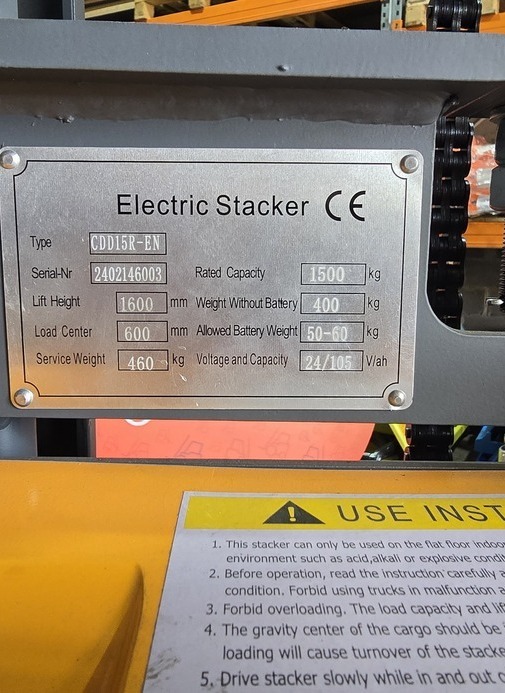 Electric Stacker CE
Type CDD15R-EN
Serial-Nr 2402146003 Rated Capacity 1500 kg
Lift Height 1600 mm Weight Without Battery 400 kg
Load Center 600 mm Allowed Battery Weight 50-60 kg
Service Weight 460 kg Voltage and Capacity 24/105 V/ah
USE INST
1. This stacker can only be used on the flat floor indoo
environment such as acid,alkali or explosive condi
2. Before operation, read the instruction carefully a
condition. Forbid using trucks in malfunction a
3. Forbid overloading. The load capacity and lif
4. The gravity center of the cargo should be
loading will cause turnover of the stacke
5. Drive stacker slowly while in and out o